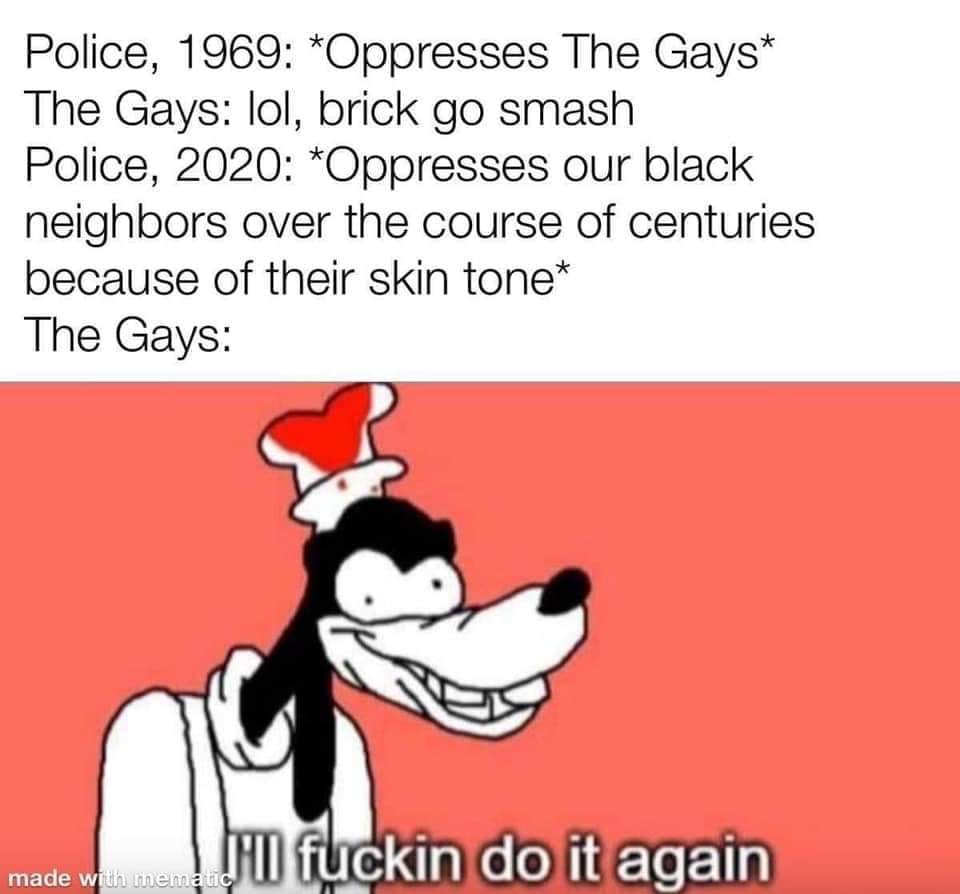 Police, 1969: *Oppresses The Gays*
The Gays: lol, brick go smash
Police, 2020: *Oppresses our black
neighbors over the course of centuries
because of their skin tone*
The Gays:
I'll fuckin do it again
made with mematic